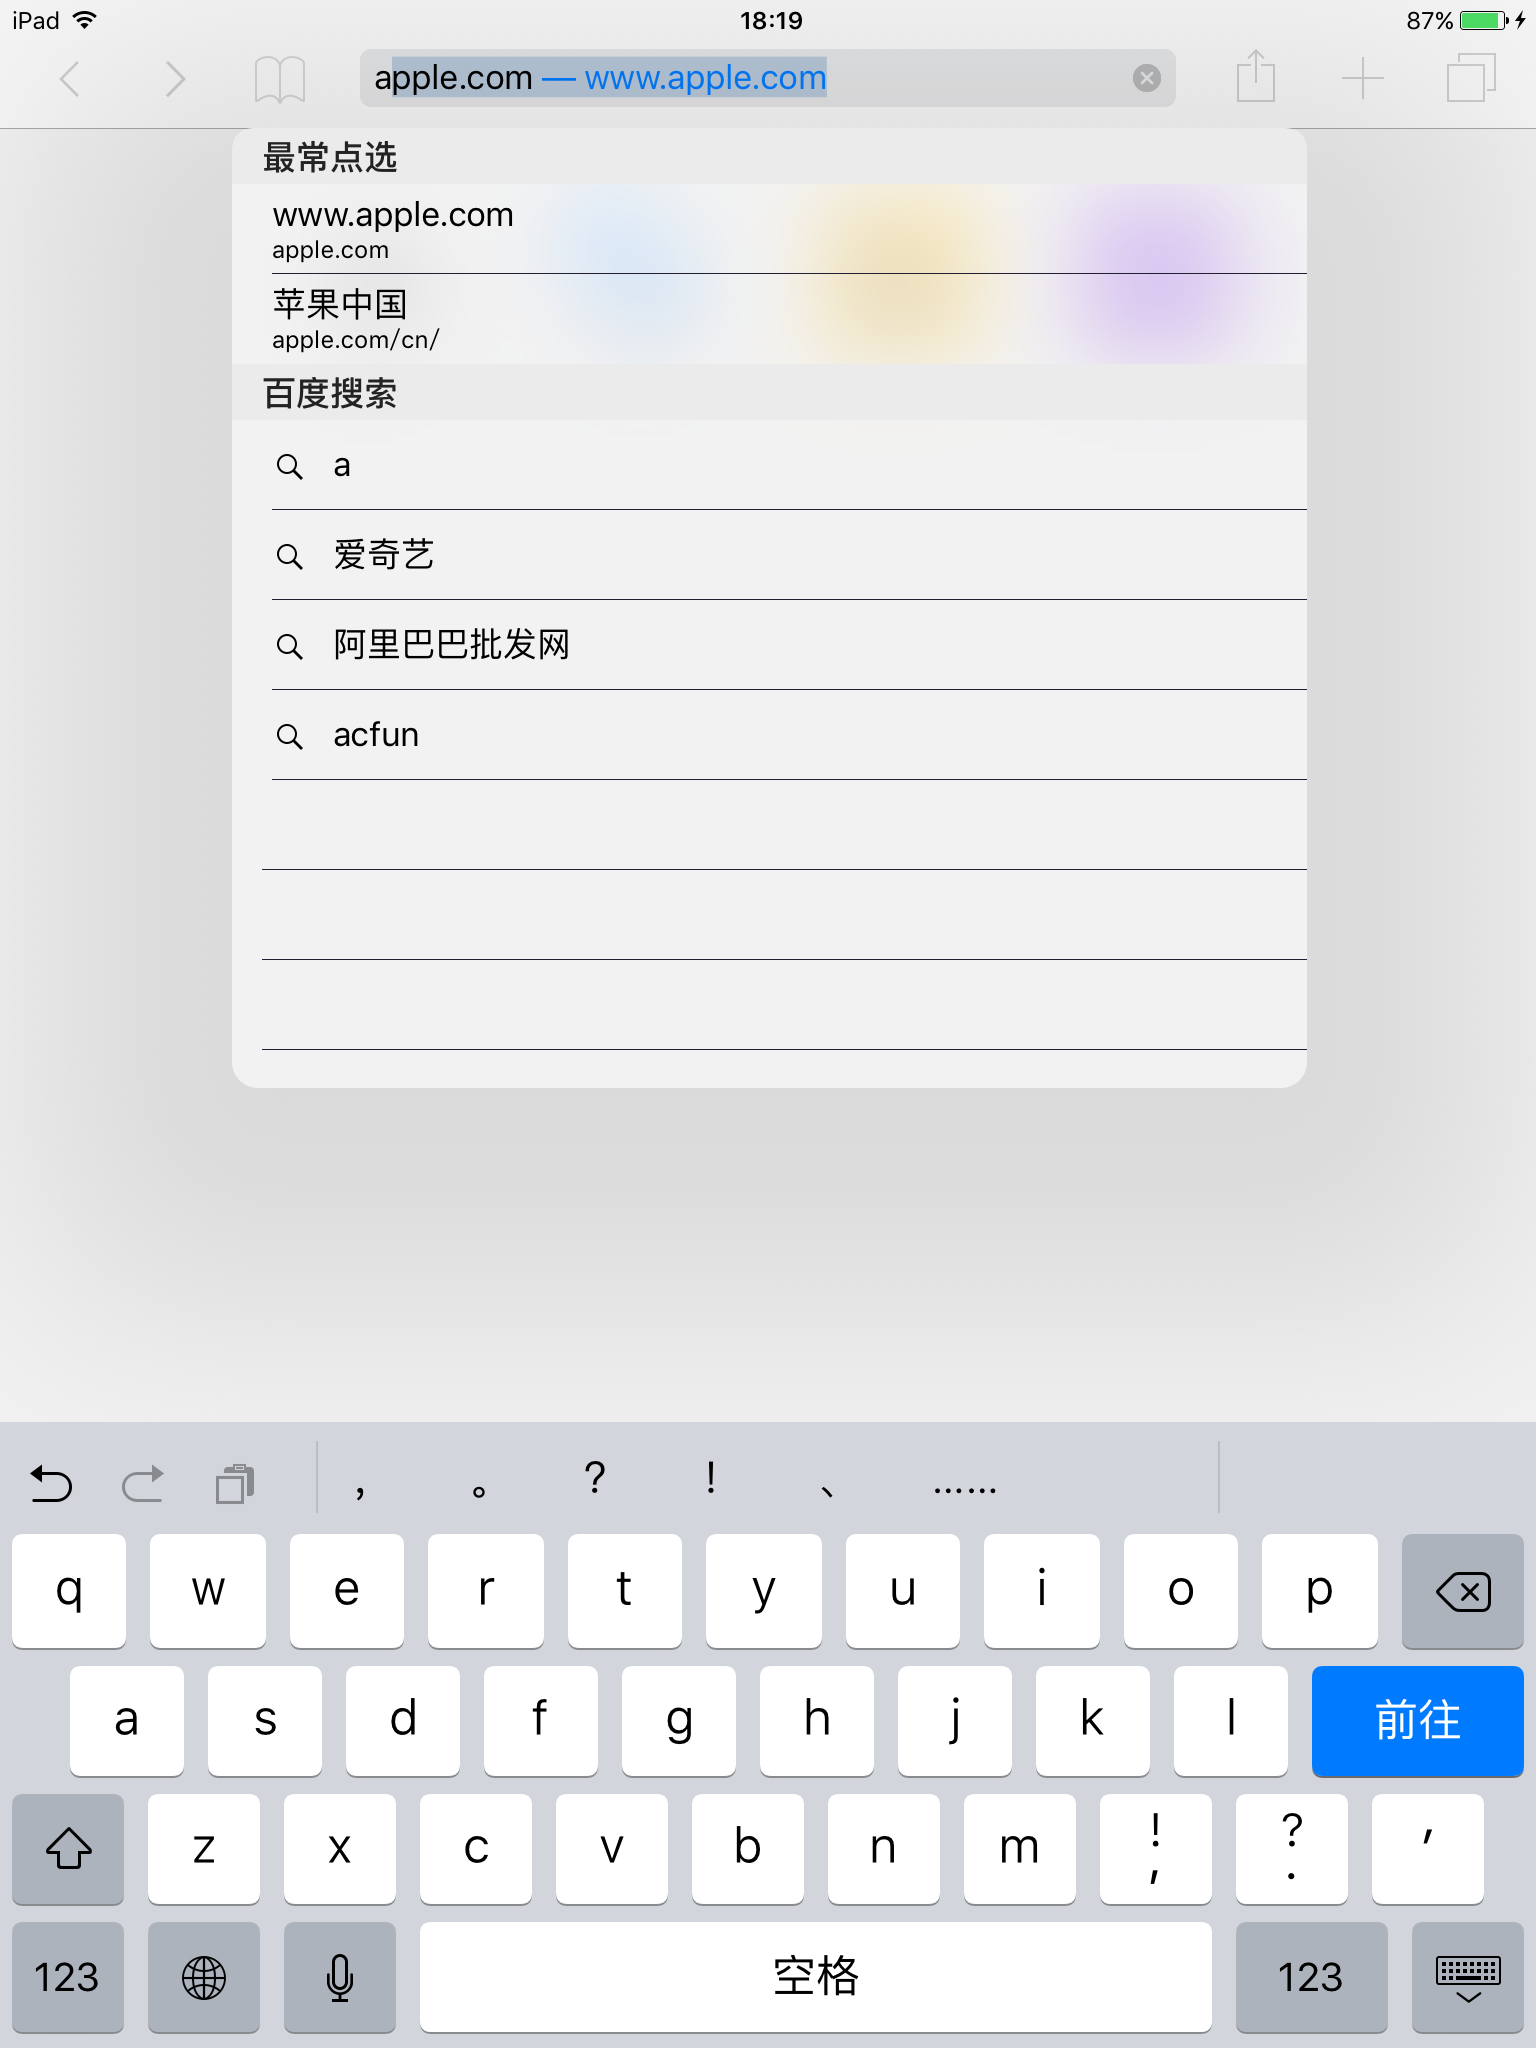 iPad 18:19 87%
apple.com — www.apple.com
最常点选
www.apple.com
apple.com
苹果中国
apple.com/cn/
百度搜索
a
爱奇艺
阿里巴巴批发网
acfun
， 。 ？ ！ 、 ……
q w e r t y u i o p
a s d f g h j k l 前往
z x c v b n m ! , ? . ′
123 空格 123